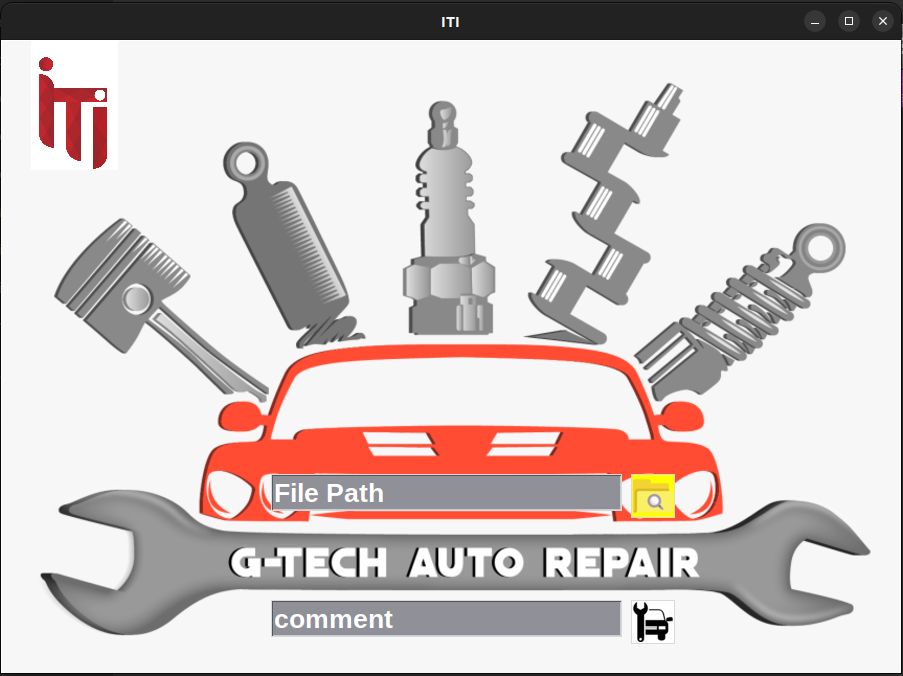 ITI
iTi
File Path
G-TECH AUTO REPAIR
comment